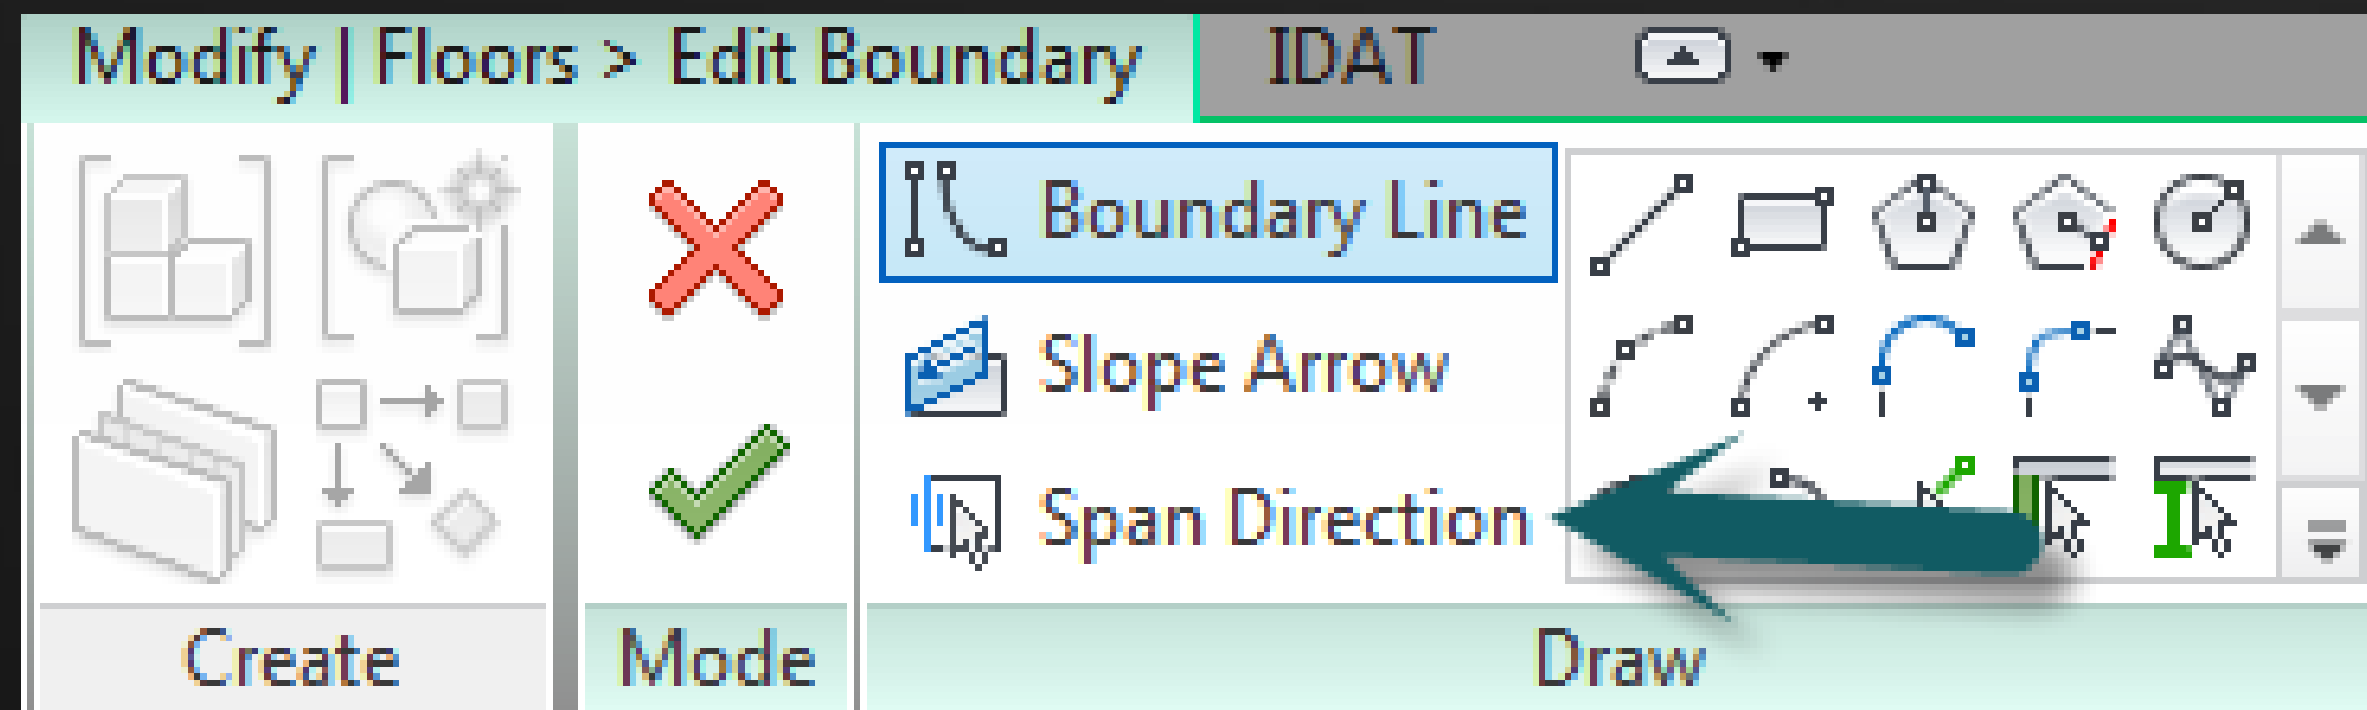 Modify | Floors > Edit Boundary IDAT
Boundary Line
Slope Arrow
Span Direction
Create Mode Draw